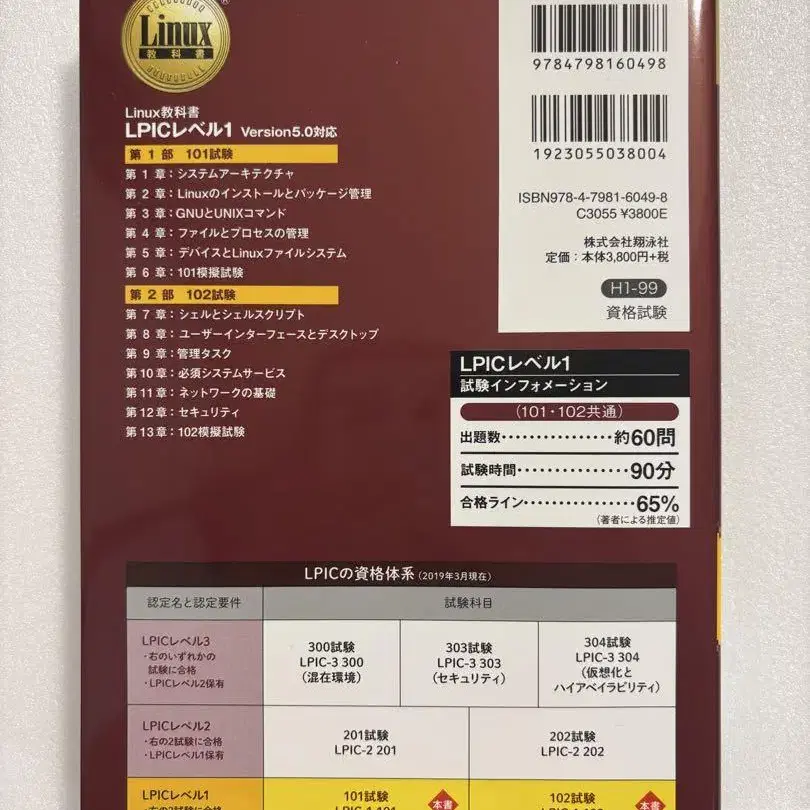 Linux
教科書
®
9784798160498
1923055038004
ISBN978-4-7981-6049-8
C3055 ¥3800E
株式会社翔泳社
定価：本体3,800円+税
H1-99
資格試験
Linux教科書
LPICレベル1 Version5.0対応
第 1 部 101試験
第 1 章：システムアーキテクチャ
第 2 章：Linuxのインストールとパッケージ管理
第 3 章：GNUとUNIXコマンド
第 4 章：ファイルとプロセスの管理
第 5 章：デバイスとLinuxファイルシステム
第 6 章：101模擬試験
第 2 部 102試験
第 7 章：シェルとシェルスクリプト
第 8 章：ユーザーインターフェースとデスクトップ
第 9 章：管理タスク
第10章：必須システムサービス
第11章：ネットワークの基礎
第12章：セキュリティ
第13章：102模擬試験
LPICレベル1
試験インフォメーション
（101・102共通）
出題数・・・・・・・・・・・・・・約60問
試験時間・・・・・・・・・・・・・90分
合格ライン・・・・・・・・・・・・65%
（著者による推定値）
LPICの資格体系（2019年3月現在）
認定名と認定要件 試験科目
LPICレベル3
・右のいずれかの
試験に合格
・LPICレベル2保有
300試験
LPIC-3 300
（混在環境）
303試験
LPIC-3 303
（セキュリティ）
304試験
LPIC-3 304
（仮想化と
ハイアベイラビリティ）
LPICレベル2
・右の2試験に合格
・LPICレベル1保有
201試験
LPIC-2 201
202試験
LPIC-2 202
LPICレベル1
101試験
本書
102試験
本書